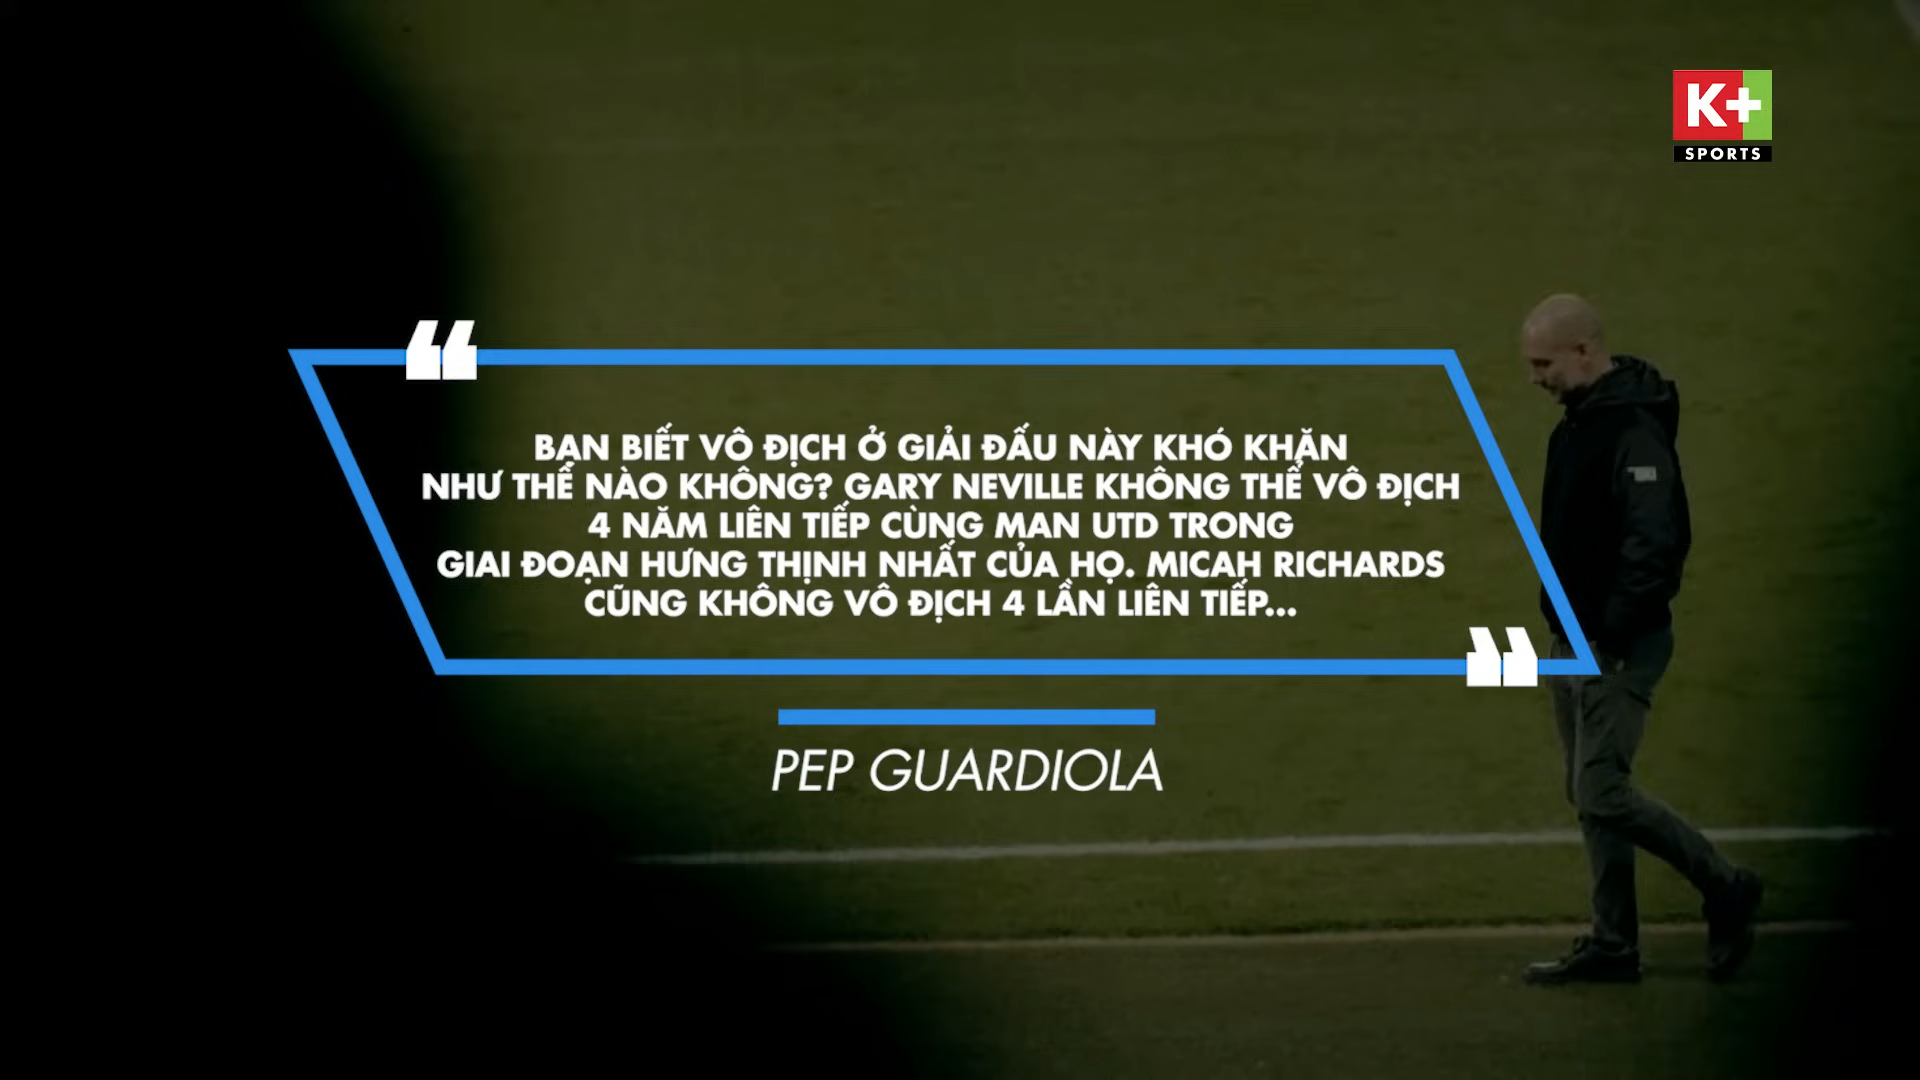 K+
SPORTS
“
BẠN BIẾT VÔ ĐỊCH Ở GIẢI ĐẤU NÀY KHÓ KHĂN
NHƯ THẾ NÀO KHÔNG? GARY NEVILLE KHÔNG THỂ VÔ ĐỊCH
4 NĂM LIÊN TIẾP CÙNG MAN UTD TRONG
GIAI ĐOẠN HƯNG THỊNH NHẤT CỦA HỌ. MICAH RICHARDS
CŨNG KHÔNG VÔ ĐỊCH 4 LẦN LIÊN TIẾP...
”
PEP GUARDIOLA